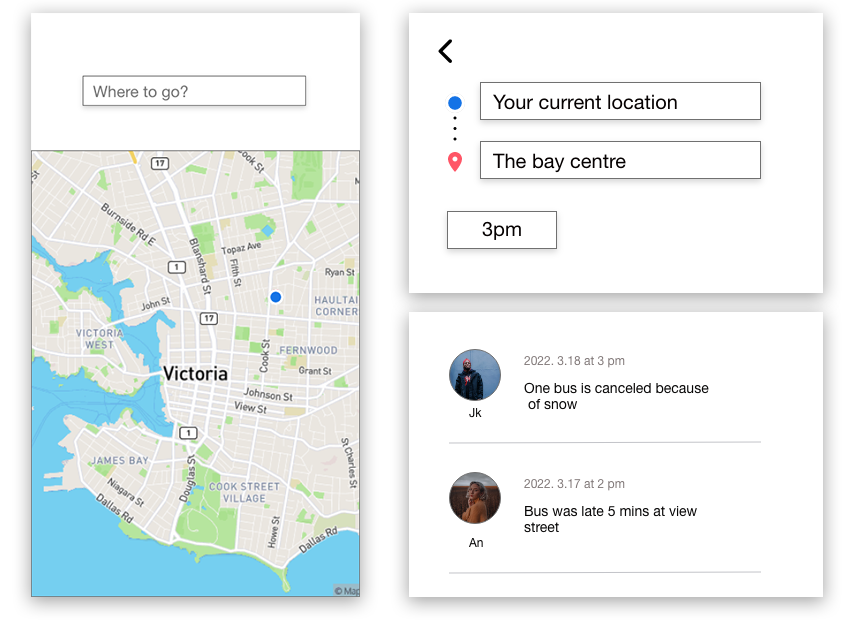 Where to go?
17
Cook St
St
Burnside Rd E
Blanshard St
Topaz Ave
Fifth St
1
Ryan St
John St
HAULTAI
CORNER
17
VICTORIA
WEST
Cook St
FERNWOOD
Victoria
Grant St
Johnson St
View St
1
JAMES BAY
Douglas St
St Charles St
COOK STREET
VILLAGE
Niagara St
Dallas Rd
Howe St
Dallas Rd
© Map
Your current location
The bay centre
3pm
2022. 3.18 at 3 pm
One bus is canceled because
of snow
Jk
2022. 3.17 at 2 pm
Bus was late 5 mins at view
street
An